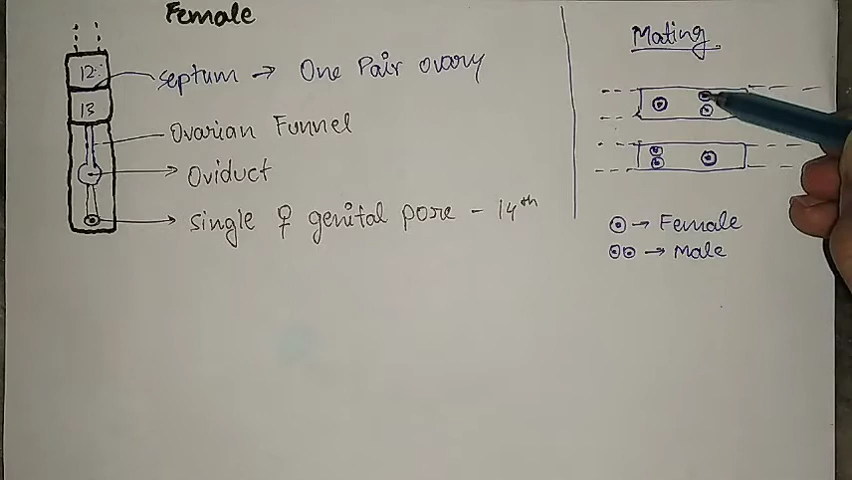 Female
12
septum → One Pair ovary
13
Ovarian Funnel
Oviduct
Single ♀ genital pore - 14th
Mating
→ Female
→ Male